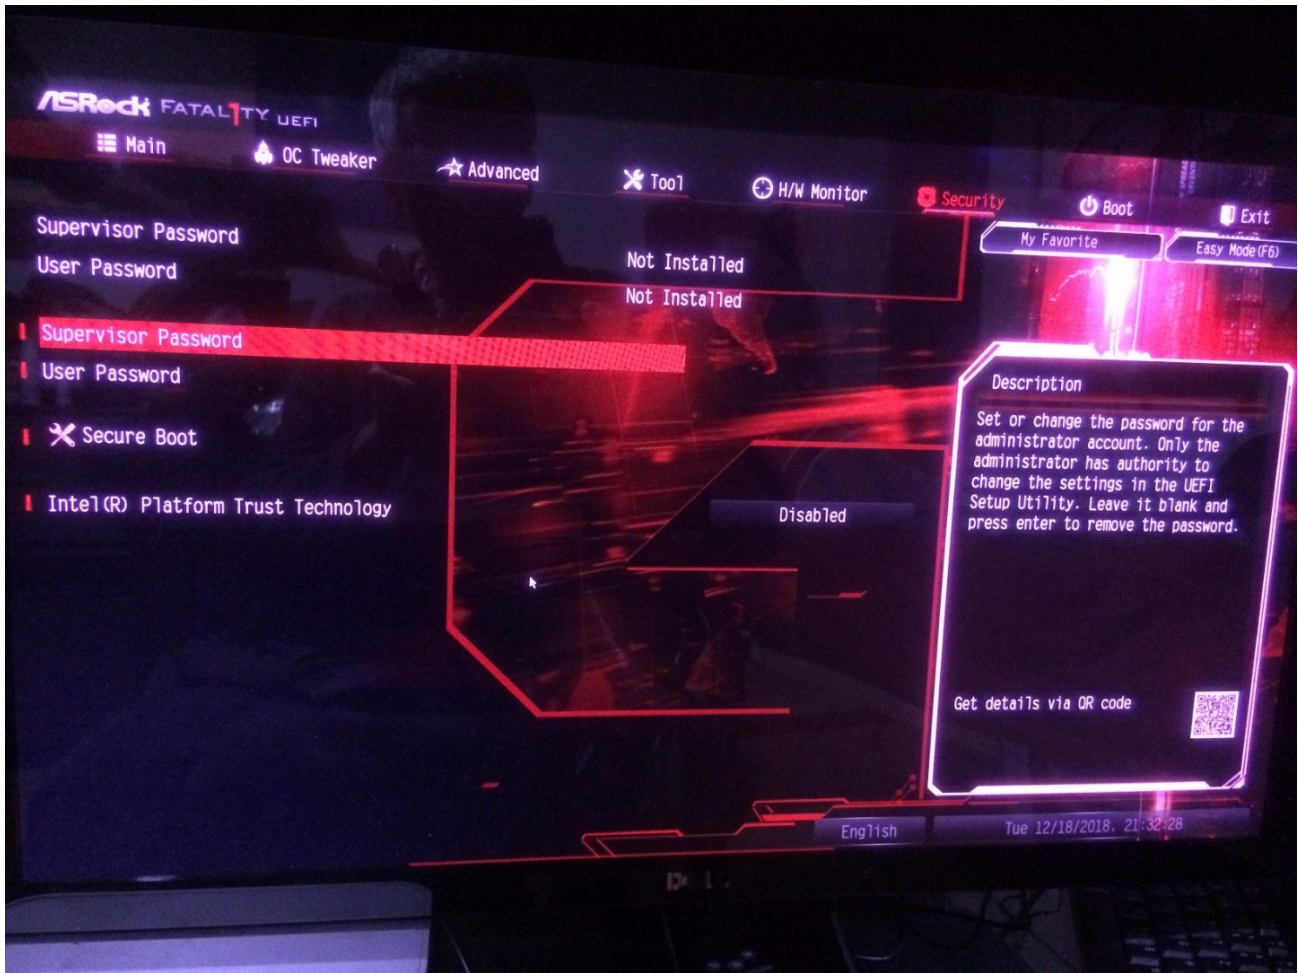 ASRock FATAL1TY UEFI
Main
OC Tweaker
Advanced
Tool
H/W Monitor
Security
Boot
Exit
My Favorite
Easy Mode(F6)
Supervisor Password
Not Installed
User Password
Not Installed
Supervisor Password
User Password
Secure Boot
Intel(R) Platform Trust Technology
Disabled
Description
Set or change the password for the
administrator account. Only the
administrator has authority to
change the settings in the UEFI
Setup Utility. Leave it blank and
press enter to remove the password.
Get details via QR code
English
Tue 12/18/2018, 21:32:28
DELL